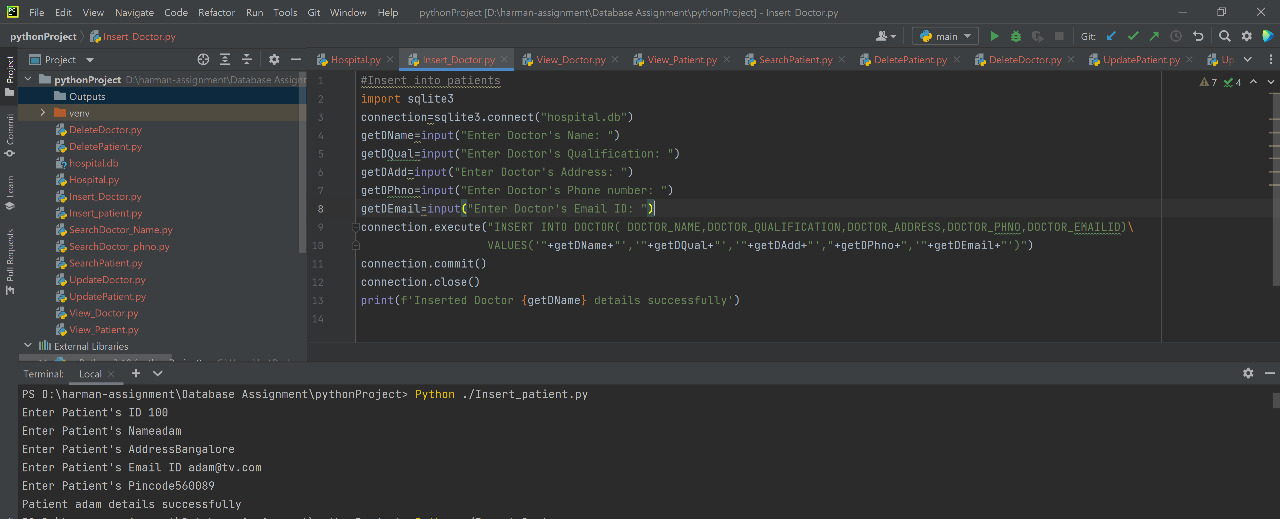 File Edit View Navigate Code Refactor Run Tools Git Window Help pythonProject [D:\harman-assignment\Database Assignment\pythonProject] - Insert_Doctor.py
pythonProject Insert_Doctor.py main Git:
Project
Hospital.py Insert_Doctor.py View_Doctor.py View_Patient.py SearchPatient.py DeletePatient.py DeleteDoctor.py UpdatePatient.py
Project
Commit
Learn
Pull Requests
pythonProject D:\harman-assignment\Database
Outputs
venv
DeleteDoctor.py
DeletePatient.py
hospital.db
Hospital.py
Insert_Doctor.py
Insert_patient.py
SearchDoctor_Name.py
SearchDoctor_phno.py
SearchPatient.py
UpdateDoctor.py
UpdatePatient.py
View_Doctor.py
View_Patient.py
External Libraries
7 4
1 #Insert into patients
2 import sqlite3
3 connection=sqlite3.connect("hospital.db")
4 getDName=input("Enter Doctor's Name: ")
5 getDQual=input("Enter Doctor's Qualification: ")
6 getDAdd=input("Enter Doctor's Address: ")
7 getDPhno=input("Enter Doctor's Phone number: ")
8 getDEmail=input("Enter Doctor's Email ID: ")
9 connection.execute("INSERT INTO DOCTOR( DOCTOR_NAME,DOCTOR_QUALIFICATION,DOCTOR_ADDRESS,DOCTOR_PHNO,DOCTOR_EMAILID)\
10 VALUES('"+getDName+"','"+getDQual+"','"+getDAdd+"',"+getDPhno+",'"+getDEmail+"')")
11 connection.commit()
12 connection.close()
13 print(f'Inserted Doctor {getDName} details successfully')
14
Terminal: Local
PS D:\harman-assignment\Database Assignment\pythonProject> Python ./Insert_patient.py
Enter Patient's ID 100
Enter Patient's Nameadam
Enter Patient's AddressBangalore
Enter Patient's Email ID adam@tv.com
Enter Patient's Pincode560089
Patient adam details successfully